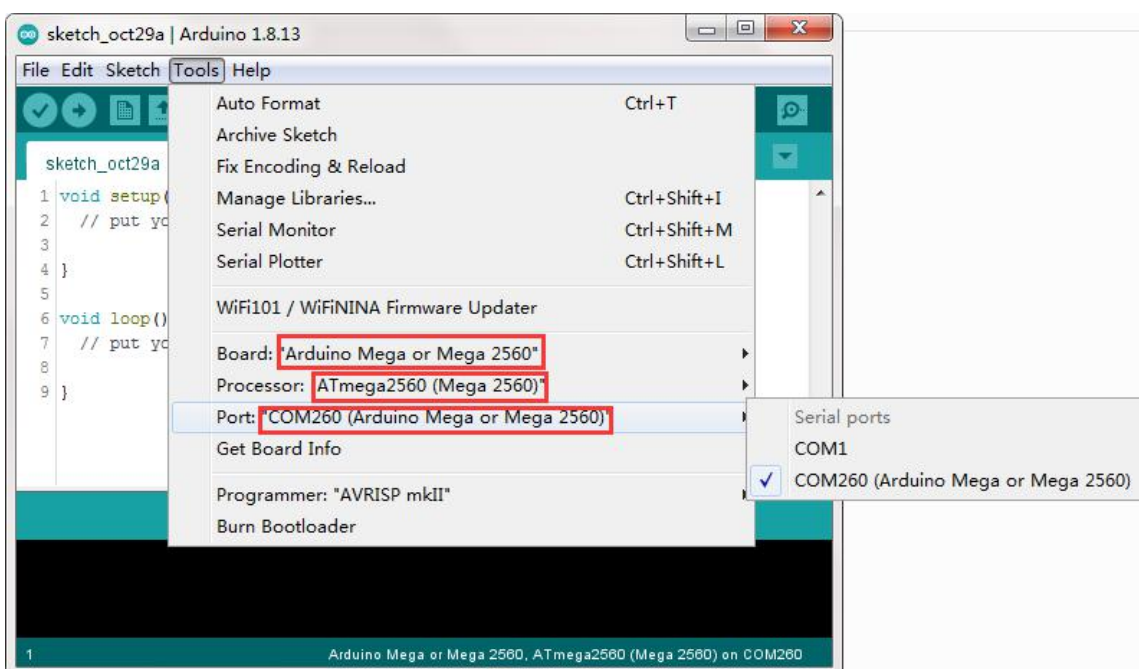 sketch_oct29a | Arduino 1.8.13
File Edit Sketch Tools Help
Auto Format Ctrl+T
Archive Sketch
sketch_oct29a
Fix Encoding & Reload
1 void setup(
Manage Libraries... Ctrl+Shift+I
2 // put yo
Serial Monitor Ctrl+Shift+M
3
Serial Plotter Ctrl+Shift+L
4 }
5
WiFi101 / WiFiNINA Firmware Updater
6 void loop()
7 // put yo
Board: "Arduino Mega or Mega 2560"
8
Processor: "ATmega2560 (Mega 2560)"
9 }
Port: "COM260 (Arduino Mega or Mega 2560)"
Serial ports
Get Board Info
COM1
COM260 (Arduino Mega or Mega 2560)
Programmer: "AVRISP mkII"
Burn Bootloader
1 Arduino Mega or Mega 2560, ATmega2560 (Mega 2560) on COM260